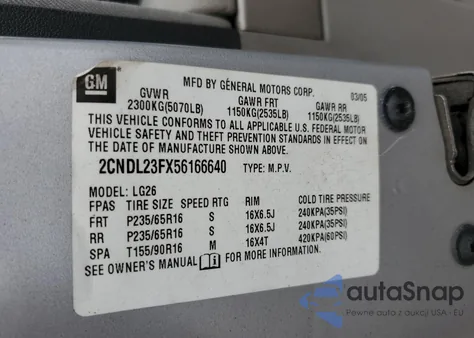 GM
MFD BY GENERAL MOTORS CORP. 03/05
GVWR GAWR FRT GAWR RR
2300KG(5070LB) 1150KG(2535LB) 1150KG(2535LB)
THIS VEHICLE CONFORMS TO ALL APPLICABLE U.S. FEDERAL MOTOR
VEHICLE SAFETY AND THEFT PREVENTION STANDARDS IN EFFECT ON
THE DATE OF MANUFACTURE SHOWN ABOVE.
2CNDL23FX56166640 TYPE: M.P.V.
MODEL: LG26
FPAS TIRE SIZE SPEED RTG RIM COLD TIRE PRESSURE
FRT P235/65R16 S 16X6.5J 240KPA(35PSI)
RR P235/65R16 S 16X6.5J 240KPA(35PSI)
SPA T155/90R16 M 16X4T 420KPA(60PSI)
SEE OWNER'S MANUAL FOR MORE INFORMATION.
autoSnap
Pewne auto z aukcji USA - EU